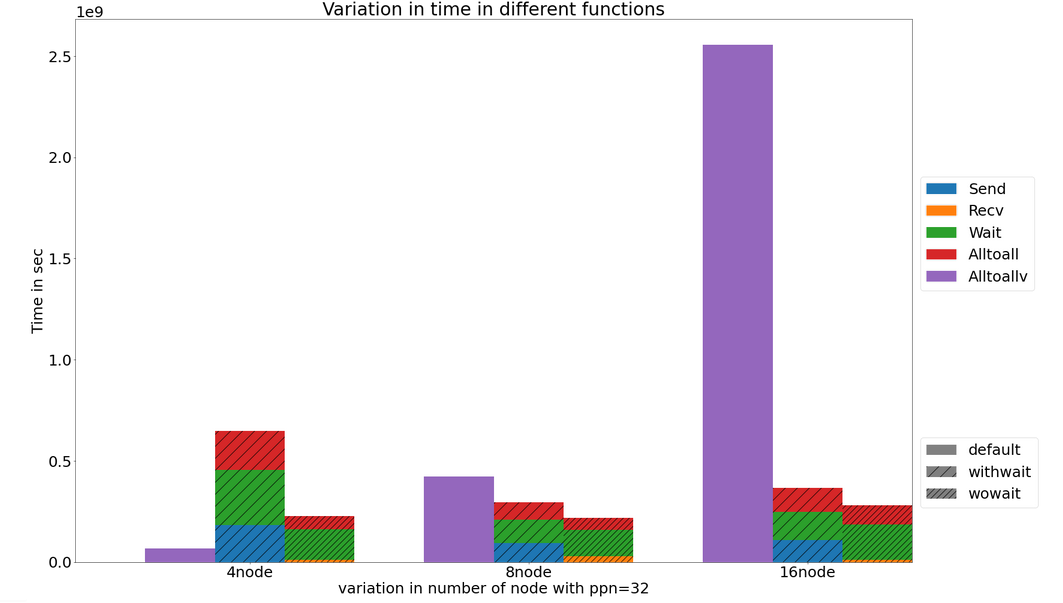 Variation in time in different functions
1e9
2.5
2.0
1.5
1.0
0.5
0.0
Time in sec
4node
8node
16node
variation in number of node with ppn=32
Send
Recv
Wait
Alltoall
Alltoallv
default
withwait
wowait